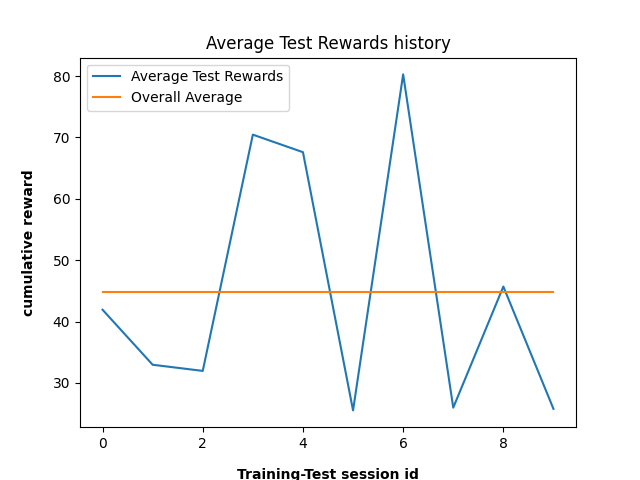 Average Test Rewards history
Average Test Rewards
Overall Average
80
70
60
50
40
30
cumulative reward
0 2 4 6 8
Training-Test session id